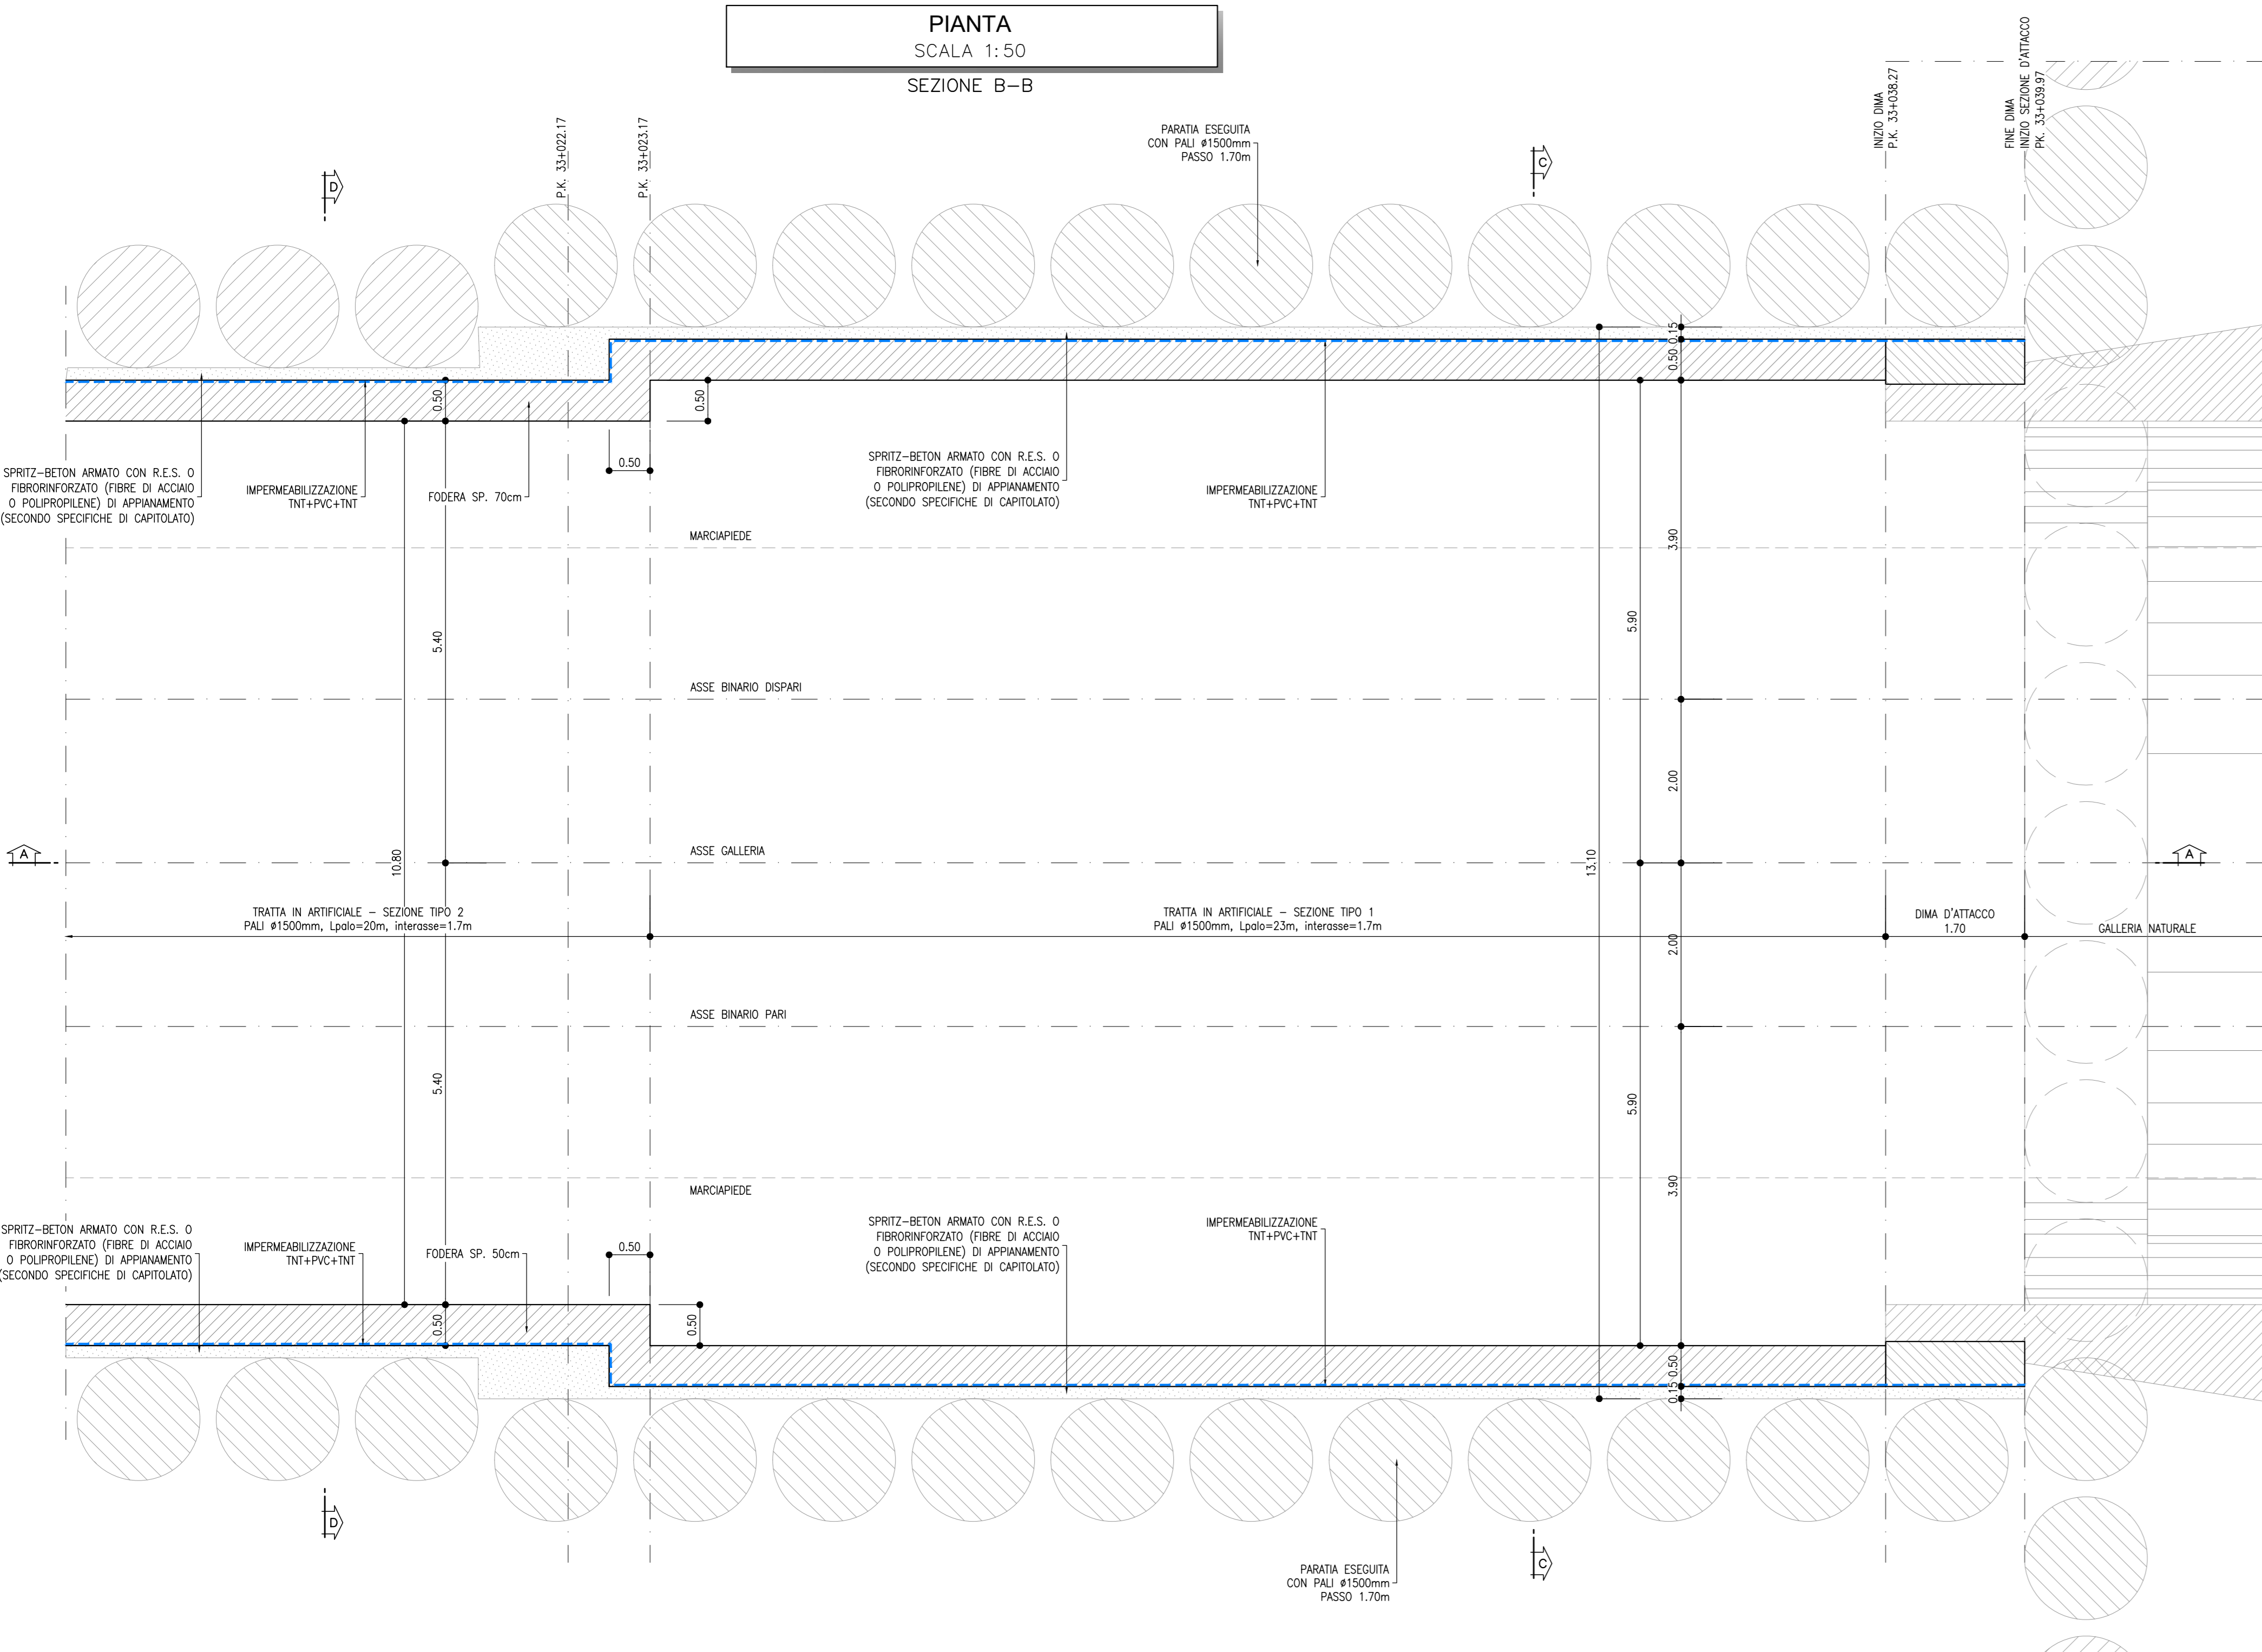 PIANTA
SCALA 1:50
SEZIONE B-B
P.K. 33+022.17
P.K. 33+023.17
PARATIA ESEGUITA
CON PALI ø1500mm
PASSO 1.70m
INIZIO DIMA
P.K. 33+038.27
FINE DIMA
INIZIO SEZIONE D'ATTACCO
PK. 33+039.97
D
C
0.15
0.50
0.50
0.50
0.50
SPRITZ-BETON ARMATO CON R.E.S. O
FIBRORINFORZATO (FIBRE DI ACCIAIO
O POLIPROPILENE) DI APPIANAMENTO
(SECONDO SPECIFICHE DI CAPITOLATO)
IMPERMEABILIZZAZIONE
TNT+PVC+TNT
FODERA SP. 70cm
SPRITZ-BETON ARMATO CON R.E.S. O
FIBRORINFORZATO (FIBRE DI ACCIAIO
O POLIPROPILENE) DI APPIANAMENTO
(SECONDO SPECIFICHE DI CAPITOLATO)
IMPERMEABILIZZAZIONE
TNT+PVC+TNT
MARCIAPIEDE
3.90
5.90
5.40
ASSE BINARIO DISPARI
2.00
A
10.80
ASSE GALLERIA
13.10
A
TRATTA IN ARTIFICIALE - SEZIONE TIPO 2
PALI ø1500mm, Lpalo=20m, interasse=1.7m
TRATTA IN ARTIFICIALE - SEZIONE TIPO 1
PALI ø1500mm, Lpalo=23m, interasse=1.7m
DIMA D'ATTACCO
1.70
GALLERIA NATURALE
2.00
ASSE BINARIO PARI
5.40
5.90
3.90
MARCIAPIEDE
SPRITZ-BETON ARMATO CON R.E.S. O
FIBRORINFORZATO (FIBRE DI ACCIAIO
O POLIPROPILENE) DI APPIANAMENTO
(SECONDO SPECIFICHE DI CAPITOLATO)
IMPERMEABILIZZAZIONE
TNT+PVC+TNT
FODERA SP. 50cm
0.50
SPRITZ-BETON ARMATO CON R.E.S. O
FIBRORINFORZATO (FIBRE DI ACCIAIO
O POLIPROPILENE) DI APPIANAMENTO
(SECONDO SPECIFICHE DI CAPITOLATO)
IMPERMEABILIZZAZIONE
TNT+PVC+TNT
0.50
0.50
0.50
0.15
D
C
PARATIA ESEGUITA
CON PALI ø1500mm
PASSO 1.70m